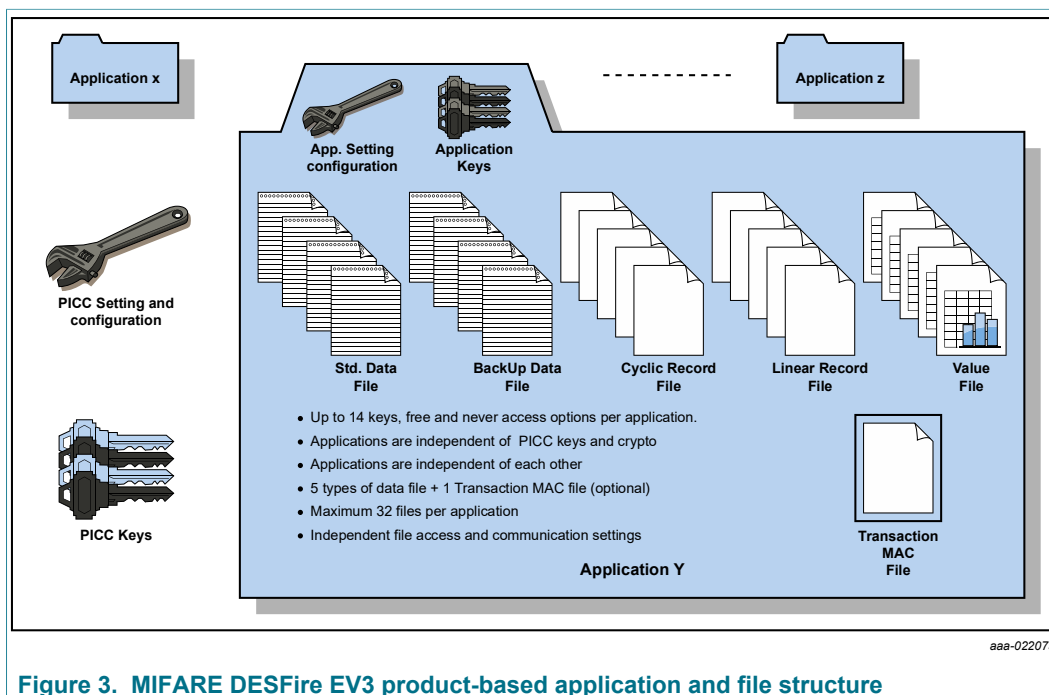 Application x
Application z
App. Setting
configuration
Application
Keys
PICC Setting and
configuration
Std. Data
File
BackUp Data
File
Cyclic Record
File
Linear Record
File
Value
File
• Up to 14 keys, free and never access options per application.
• Applications are independent of PICC keys and crypto
• Applications are independent of each other
• 5 types of data file + 1 Transaction MAC file (optional)
• Maximum 32 files per application
• Independent file access and communication settings
PICC Keys
Transaction
MAC
File
Application Y
aaa-02207
Figure 3. MIFARE DESFire EV3 product-based application and file structure